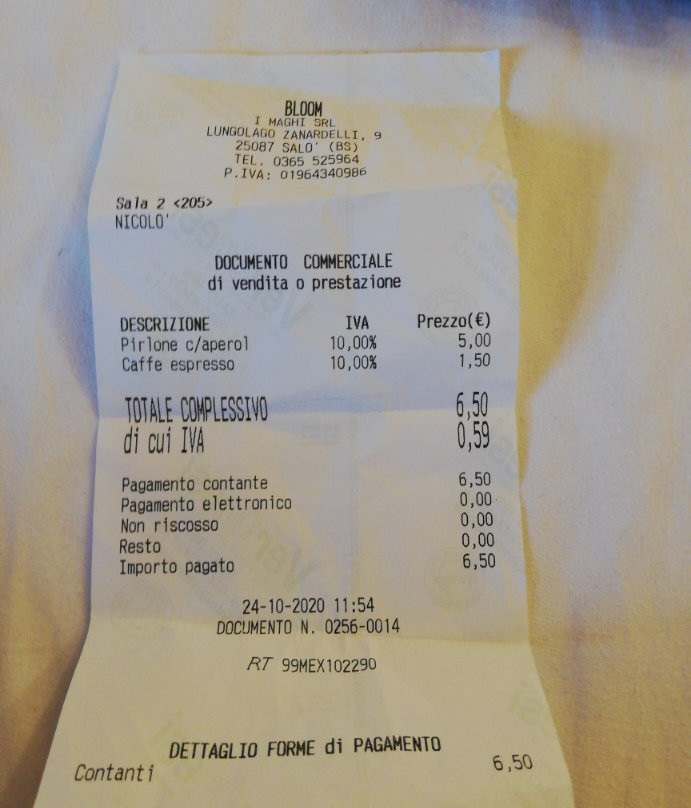 BLOOM
I MAGHI SRL
LUNGOLAGO ZANARDELLI, 9
25087 SALO' (BS)
TEL. 0365 525964
P.IVA: 01964340986
Sala 2 <205>
NICOLO'
DOCUMENTO COMMERCIALE
di vendita o prestazione
DESCRIZIONE IVA Prezzo(€)
Pirlone c/aperol 10,00% 5,00
Caffe espresso 10,00% 1,50
TOTALE COMPLESSIVO 6,50
di cui IVA 0,59
Pagamento contante 6,50
Pagamento elettronico 0,00
Non riscosso 0,00
Resto 0,00
Importo pagato 6,50
24-10-2020 11:54
DOCUMENTO N. 0256-0014
RT 99MEX102290
DETTAGLIO FORME di PAGAMENTO
Contanti 6,50